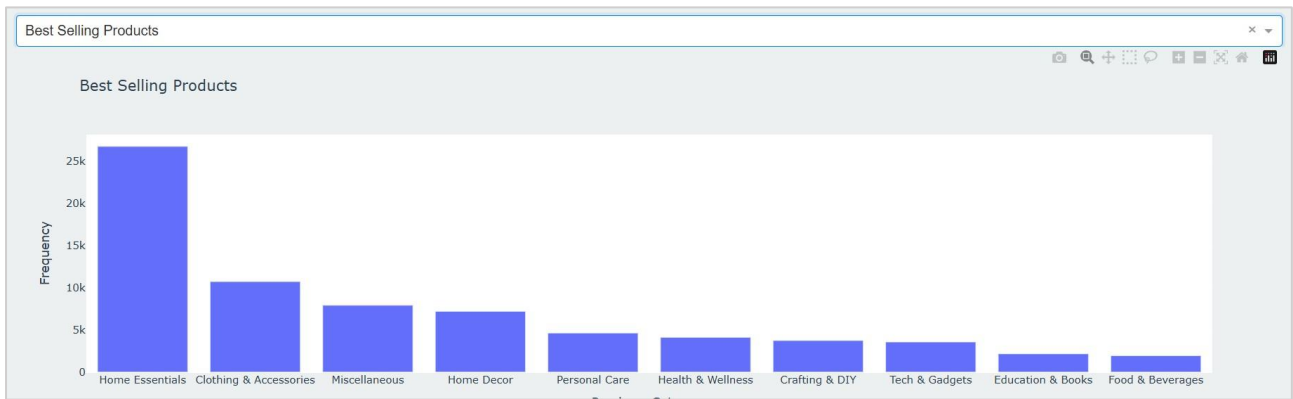 Best Selling Products
Best Selling Products
25k
20k
15k
10k
5k
0
Frequency
Home Essentials Clothing & Accessories Miscellaneous Home Decor Personal Care Health & Wellness Crafting & DIY Tech & Gadgets Education & Books Food & Beverages